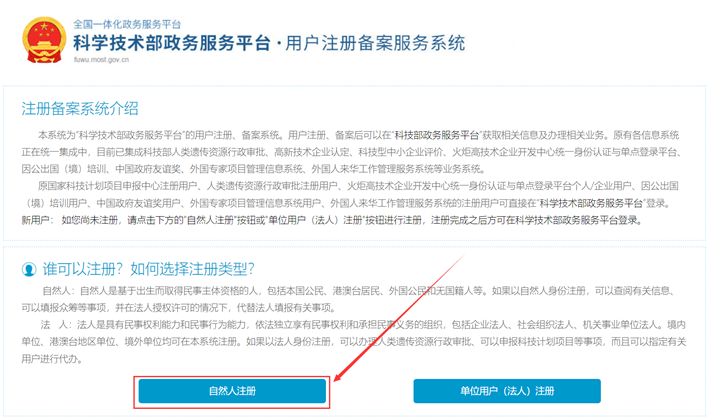 全国一体化政务服务平台
科学技术部政务服务平台·用户注册备案服务系统
fuwu.most.gov.cn
注册备案系统介绍
本系统为"科学技术部政务服务平台"的用户注册、备案系统。用户注册、备案后可以在"科技部政务服务平台"获取相关信息及办理相关业务。原有各信息系统
正在统一集成中，目前已集成科技部人类遗传资源行政审批、高新技术企业认定、科技型中小企业评价、火炬高技术企业开发中心统一身份认证与单点登录平台、
因公出国（境）培训、中国政府友谊奖、外国专家项目管理信息系统、外国人来华工作管理服务系统等业务系统。
原国家科技计划项目申报中心注册用户、人类遗传资源行政审批注册用户、火炬高技术企业开发中心统一身份认证与单点登录平台个人/企业用户、因公出国
（境）培训用户、中国政府友谊奖用户、外国专家项目管理信息系统用户、外国人来华工作管理服务系统的注册用户可直接在"科学技术部政务服务平台"登录。
新用户： 如您尚未注册，请点击下方的"自然人注册"按钮或"单位用户（法人）注册"按钮进行注册，注册完成之后方可在科学技术部政务服务平台登录。
谁可以注册？如何选择注册类型？
自然人：自然人是基于出生而取得民事主体资格的人，包括本国公民、港澳台居民、外国公民和无国籍人等。如果以自然人身份注册，可以查阅有关信息、
可以填报众筹等事项，并在法人授权许可的情况下，代替法人填报有关事项。
法　人：法人是具有民事权利能力和民事行为能力，依法独立享有民事权利和承担民事义务的组织，包括企业法人、社会组织法人、机关事业单位法人。境内
单位、港澳台地区单位、境外单位均可在本系统注册。如果以法人身份注册，可以办理人类遗传资源行政审批、可以申报科技计划项目等事项，而且可以指定有关
用户进行代办。
自然人注册
单位用户（法人）注册